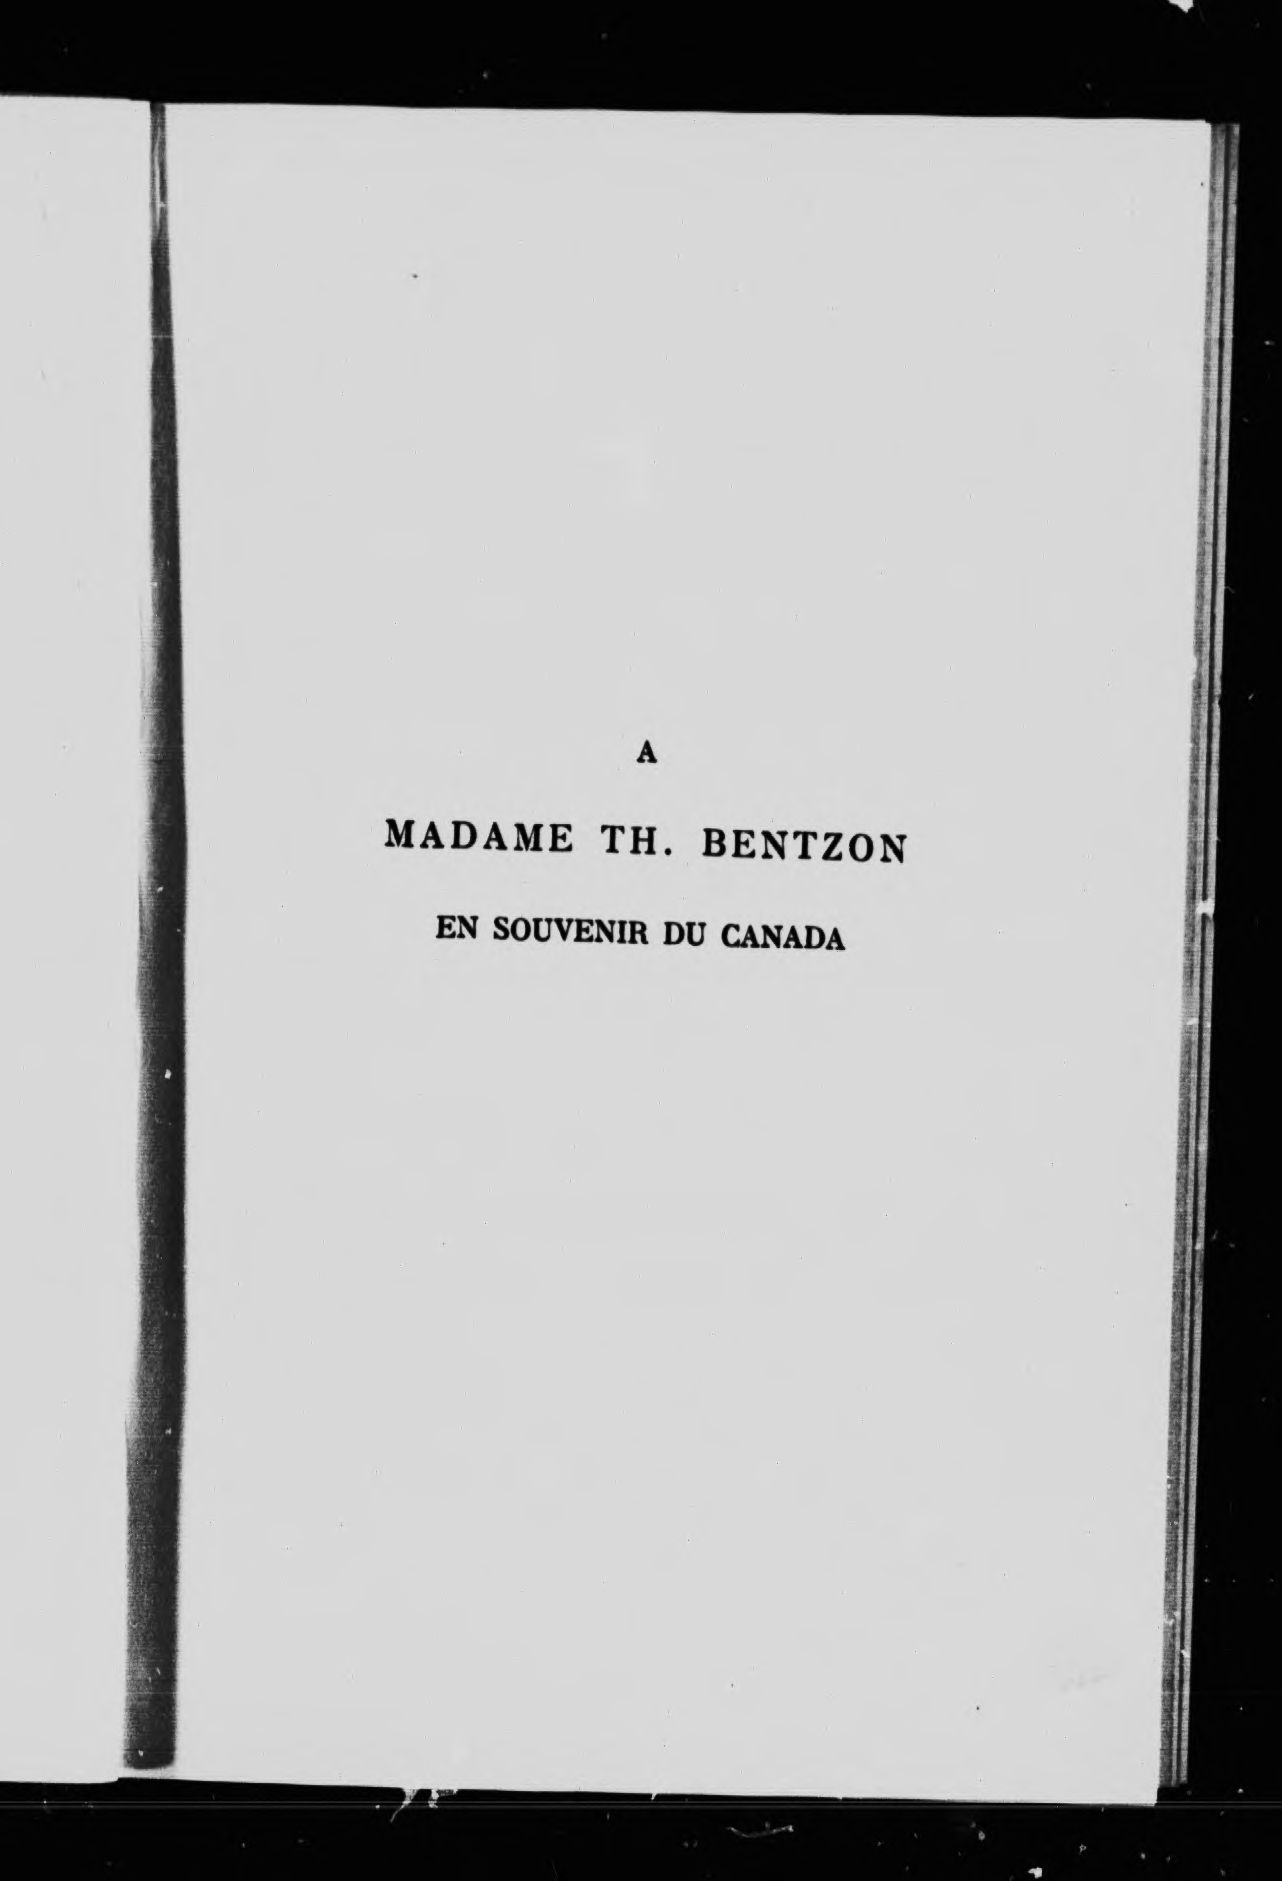 A
MADAME TH. BENTZON
EN SOUVENIR DU CANADA